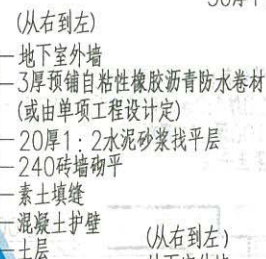 (从右到左)
地下室外墙
3厚预铺自粘性橡胶沥青防水卷材
(或由单项工程设计定)
20厚1：2水泥砂浆找平层
240砖墙砌平
素土填缝
混凝土护壁
土层
(从右到左)